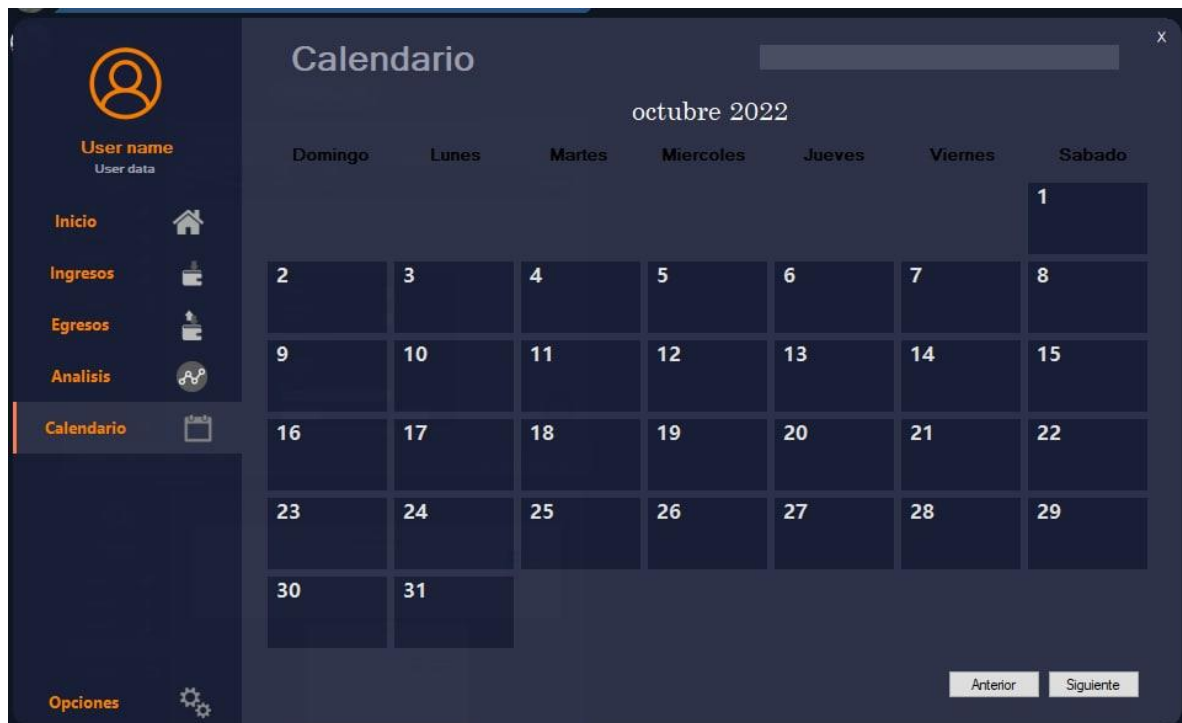 Calendario
X
octubre 2022
User name
User data
Domingo Lunes Martes Miercoles Jueves Viernes Sabado
Inicio
Ingresos
Egresos
Analisis
Calendario
Opciones
1
2 3 4 5 6 7 8
9 10 11 12 13 14 15
16 17 18 19 20 21 22
23 24 25 26 27 28 29
30 31
Anterior Siguiente